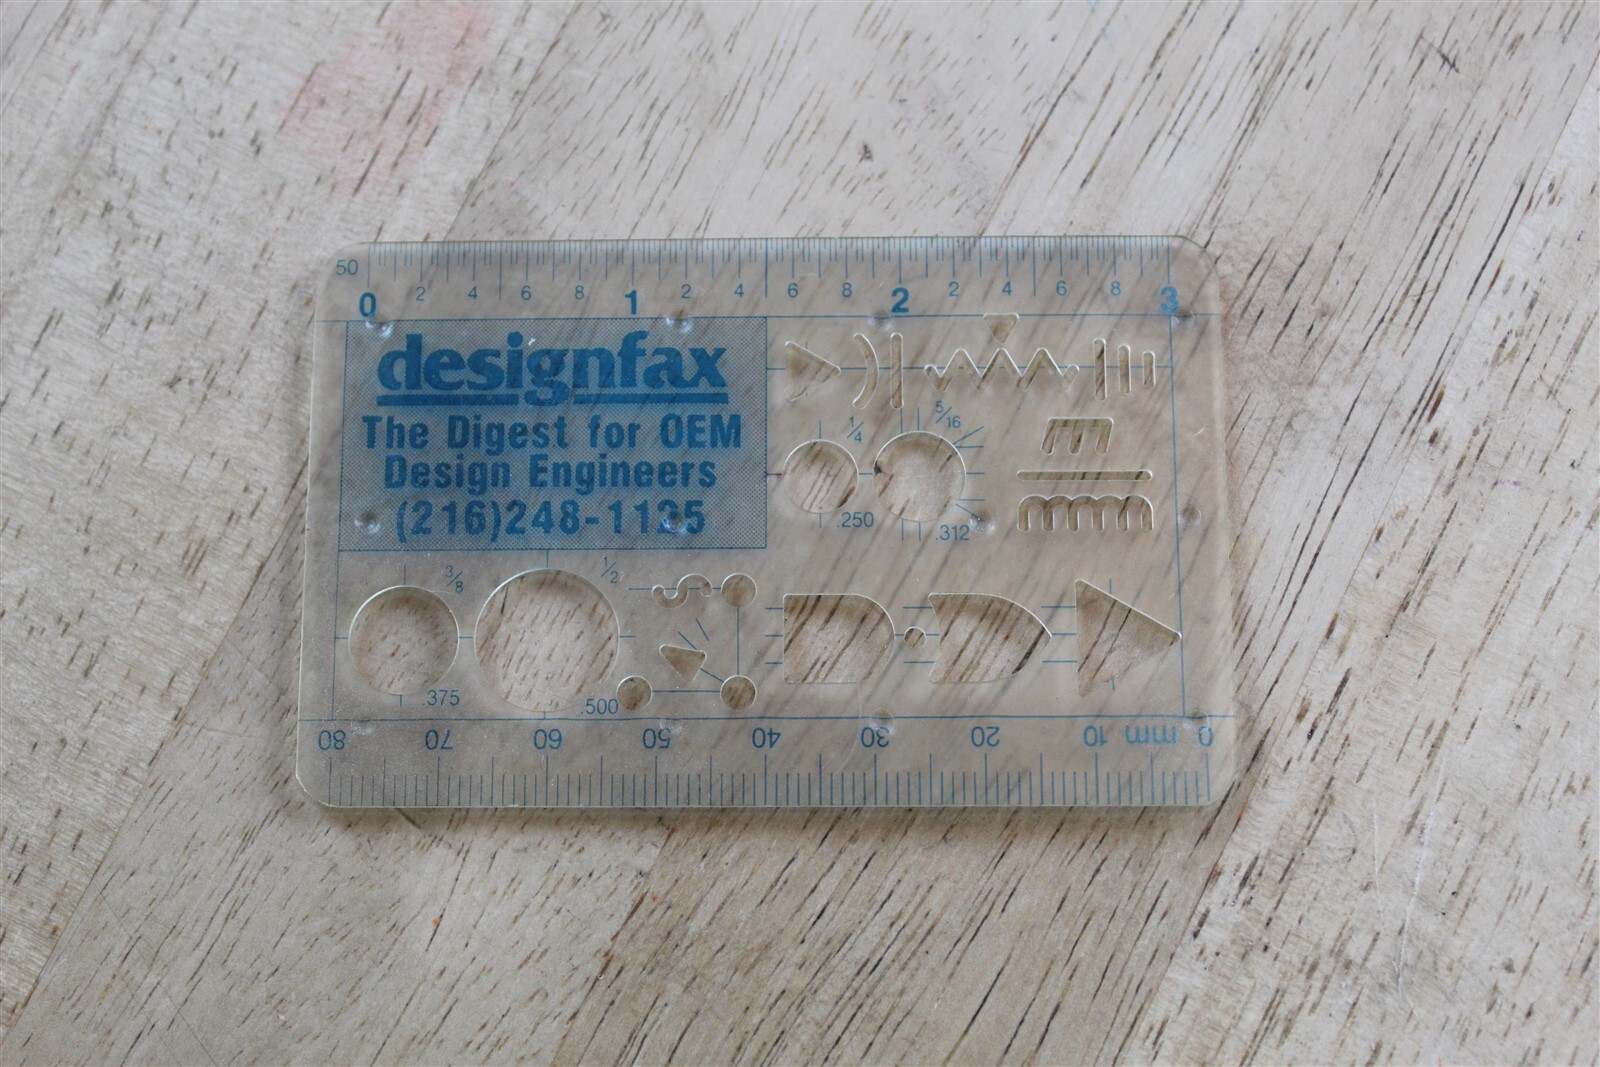 50
0 2 4 6 8 1 2 4 6 8 2 2 4 6 8 3
designfax
The Digest for OEM
Design Engineers
(216)248-1125
1/4 5/16
.250 .312
3/8 1/2
.375 .500
80 70 60 50 40 30 20 10 mm 0